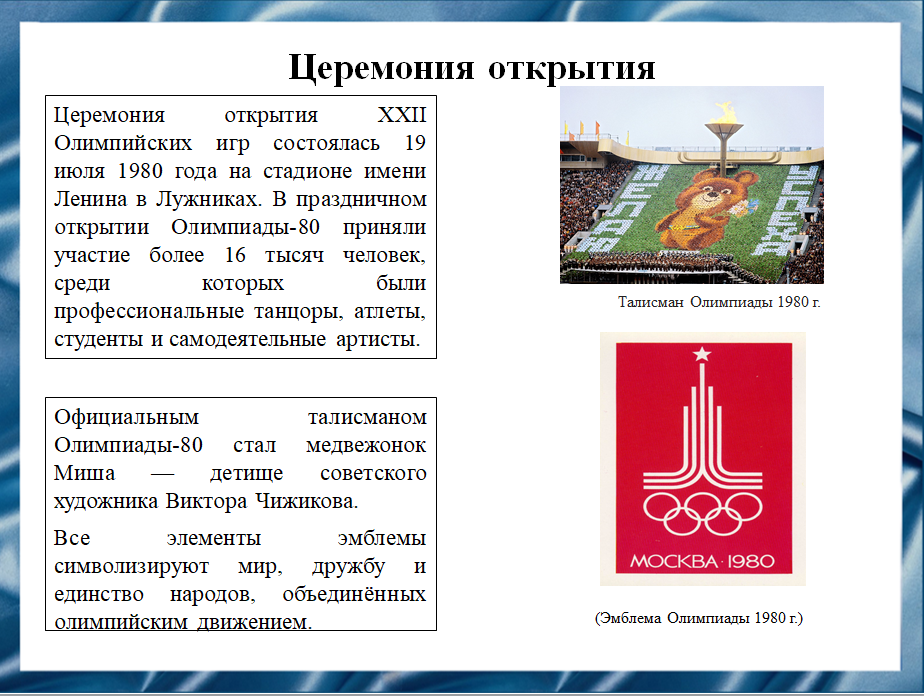 Церемония открытия
Церемония открытия XXII
Олимпийских игр состоялась 19
июля 1980 года на стадионе имени
Ленина в Лужниках. В праздничном
открытии Олимпиады-80 приняли
участие более 16 тысяч человек,
среди которых были
профессиональные танцоры, атлеты,
студенты и самодеятельные артисты.
Талисман Олимпиады 1980 г.
Официальным талисманом
Олимпиады-80 стал медвежонок
Миша — детище советского
художника Виктора Чижикова.
Все элементы эмблемы
символизируют мир, дружбу и
единство народов, объединённых
олимпийским движением.
МОСКВА·1980
(Эмблема Олимпиады 1980 г.)